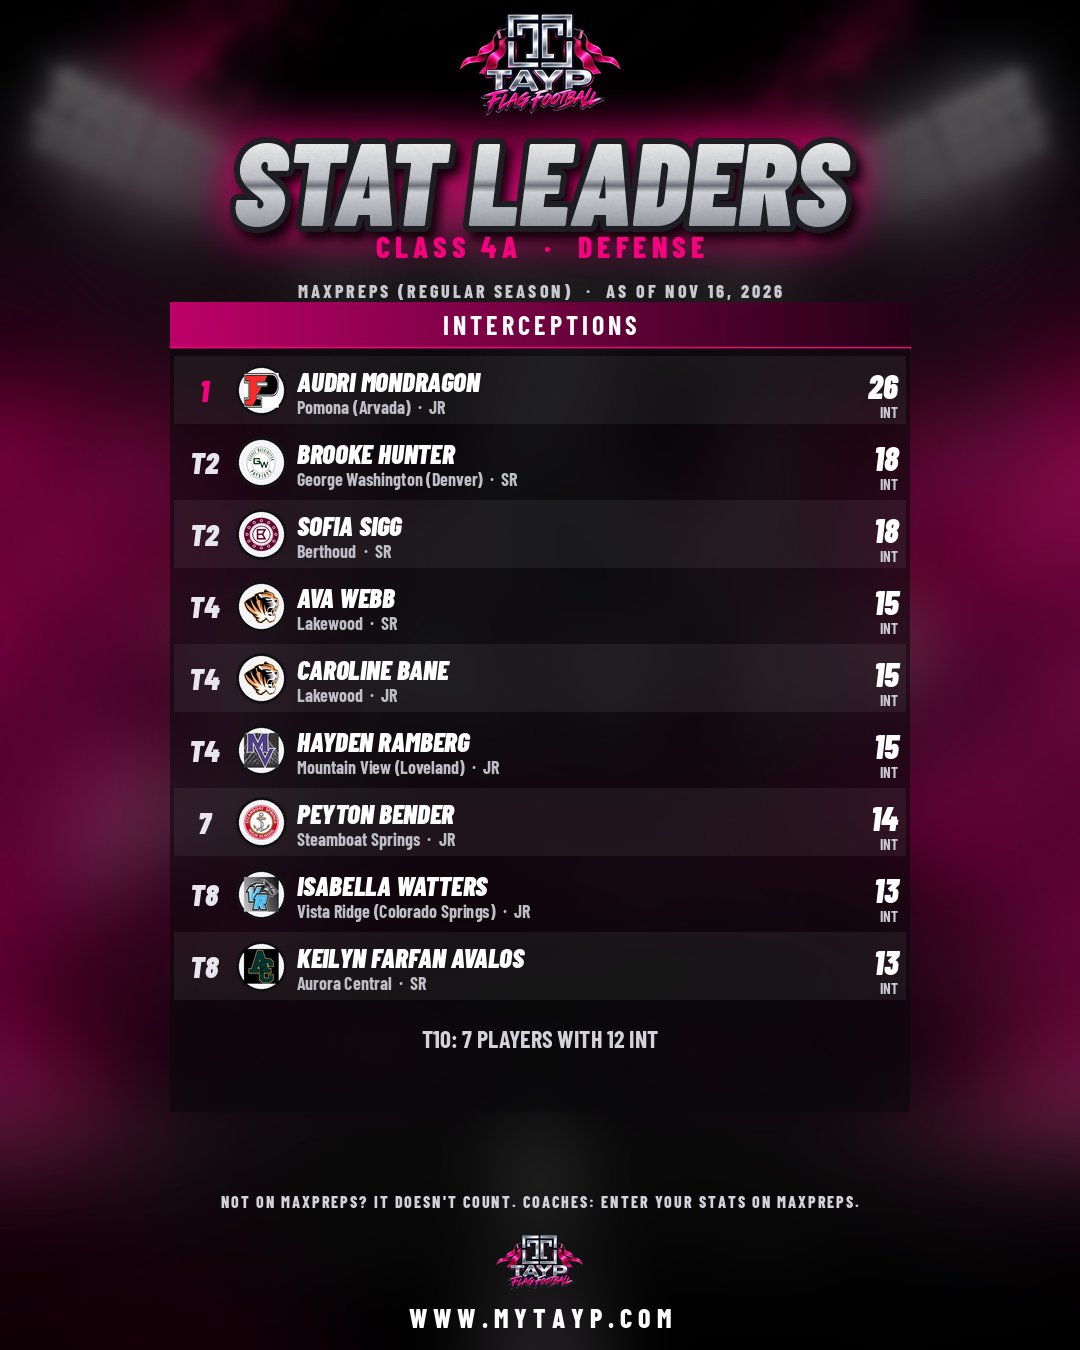 TAYP
FLAG FOOTBALL
STAT LEADERS
CLASS 4A · DEFENSE
MAXPREPS (REGULAR SEASON) · AS OF NOV 16, 2026
INTERCEPTIONS
1 AUDRI MONDRAGON 26
Pomona (Arvada) · JR INT
T2 BROOKE HUNTER 18
George Washington (Denver) · SR INT
T2 SOFIA SIGG 18
Berthoud · SR INT
T4 AVA WEBB 15
Lakewood · SR INT
T4 CAROLINE BANE 15
Lakewood · JR INT
T4 HAYDEN RAMBERG 15
Mountain View (Loveland) · JR INT
7 PEYTON BENDER 14
Steamboat Springs · JR INT
T8 ISABELLA WATTERS 13
Vista Ridge (Colorado Springs) · JR INT
T8 KEILYN FARFAN AVALOS 13
Aurora Central · SR INT
T10: 7 PLAYERS WITH 12 INT
NOT ON MAXPREPS? IT DOESN'T COUNT. COACHES: ENTER YOUR STATS ON MAXPREPS.
TAYP
FLAG FOOTBALL
WWW.MYTAYP.COM